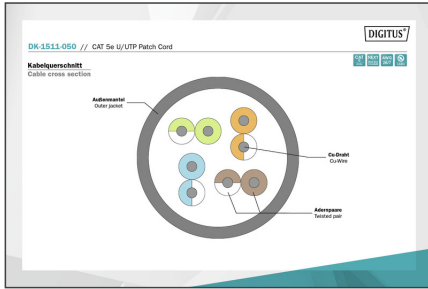 DIGITUS®
DK-1511-050 // CAT 5e U/UTP Patch Cord
Kabelquerschnitt
Cable cross section
Außenmantel
Outer jacket
Cu-Draht
Cu-Wire
Adernpaare
Twisted pair